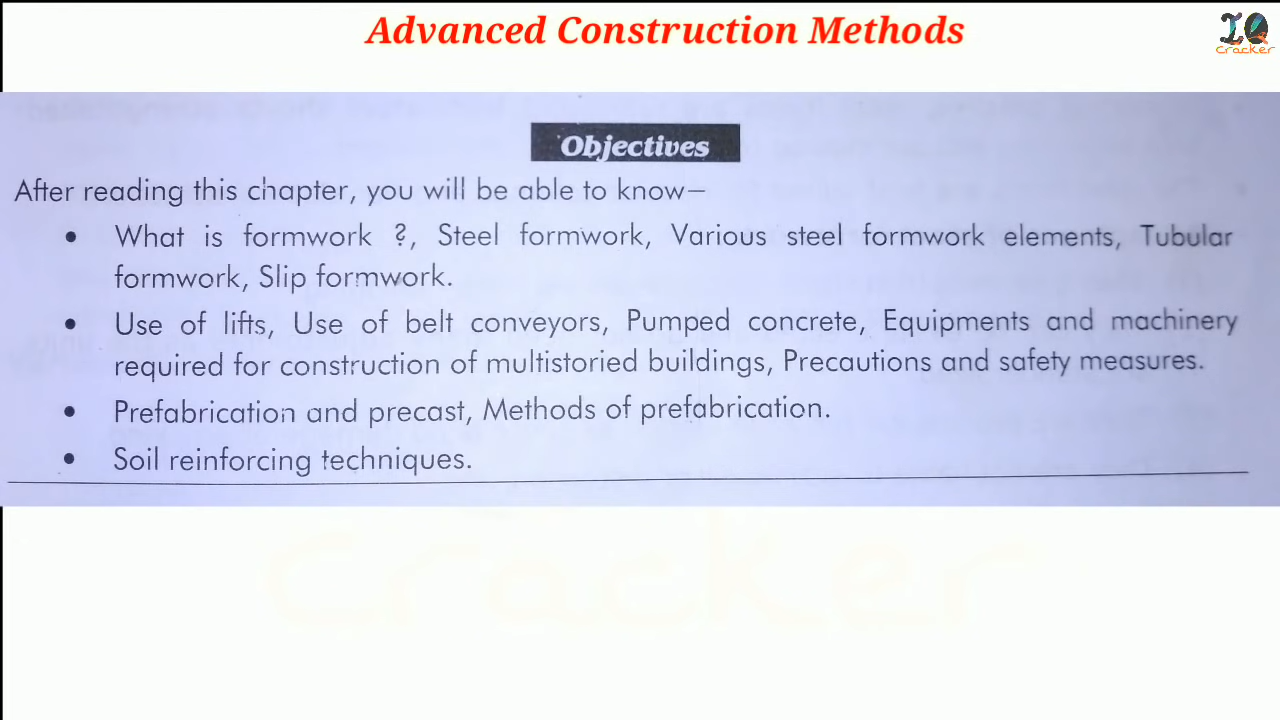 Advanced Construction Methods
IQ
Cracker
Objectives
After reading this chapter, you will be able to know–
• What is formwork ?, Steel formwork, Various steel formwork elements, Tubular
formwork, Slip formwork.
• Use of lifts, Use of belt conveyors, Pumped concrete, Equipments and machinery
required for construction of multistoried buildings, Precautions and safety measures.
• Prefabrication and precast, Methods of prefabrication.
• Soil reinforcing techniques.
Cracker